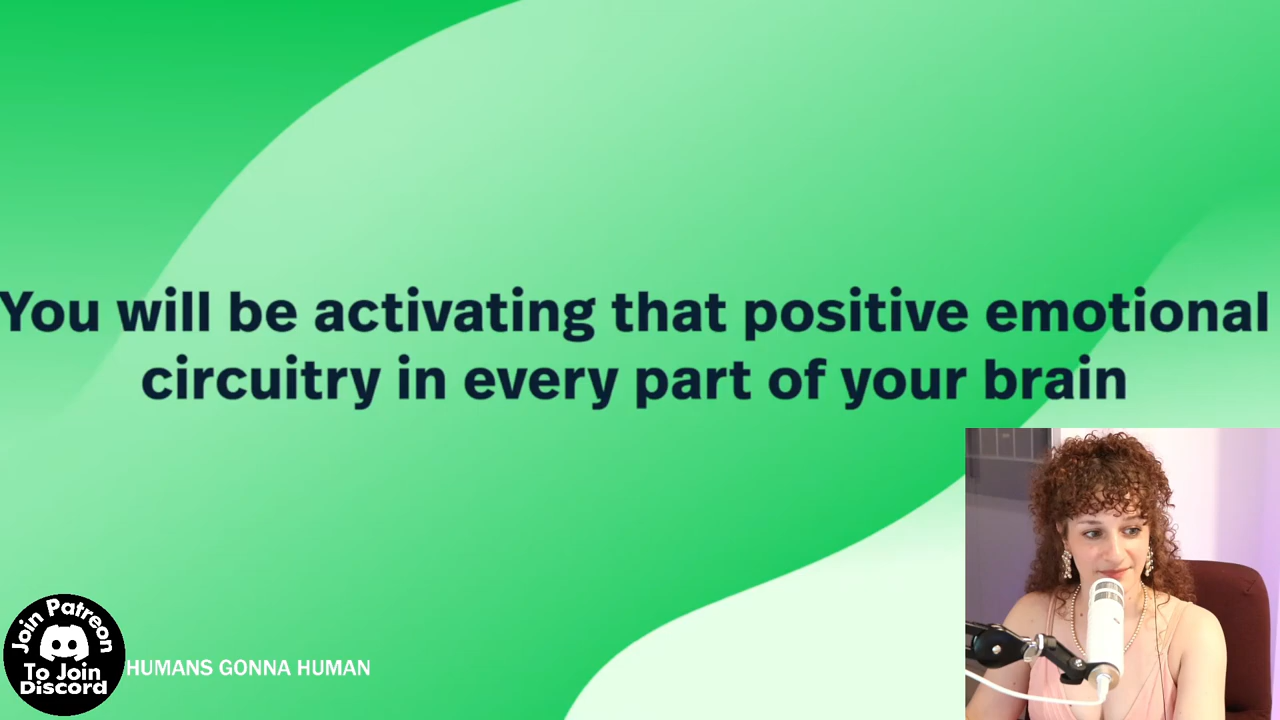 You will be activating that positive emotional
circuitry in every part of your brain
Join Patreon
To Join
Discord
HUMANS GONNA HUMAN